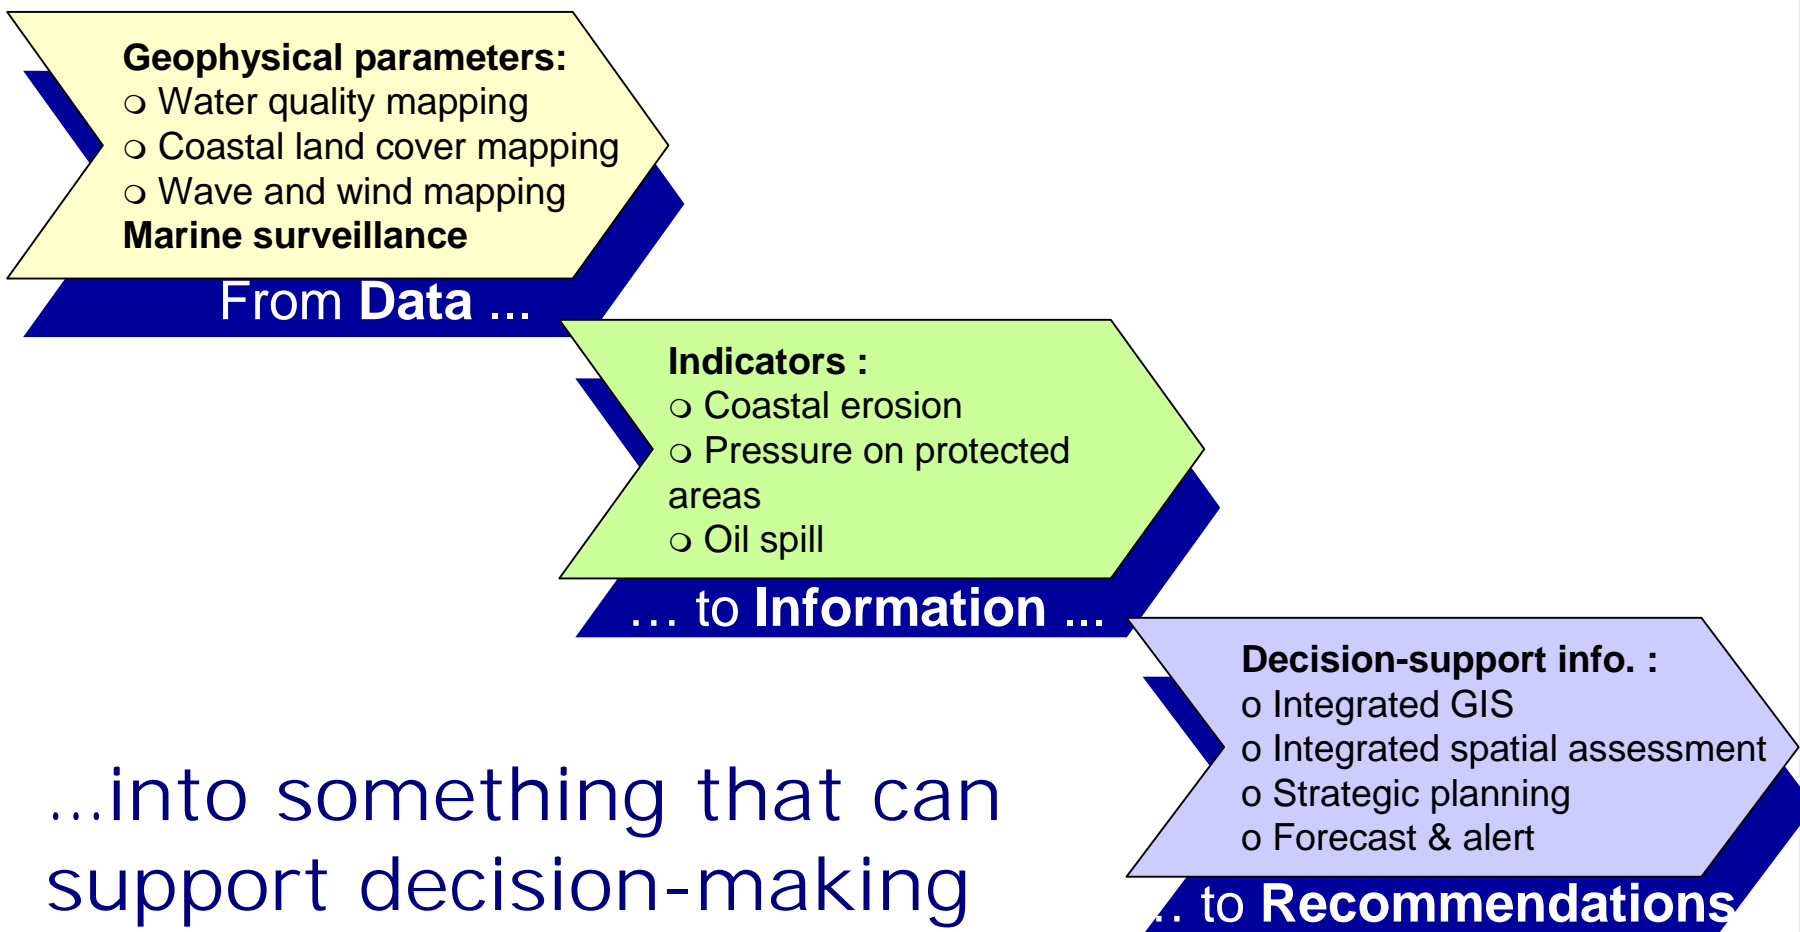 Geophysical parameters:
❍ Water quality mapping
❍ Coastal land cover mapping
❍ Wave and wind mapping
Marine surveillance
From Data ...
Indicators :
❍ Coastal erosion
❍ Pressure on protected
areas
❍ Oil spill
… to Information ...
Decision-support info. :
o Integrated GIS
o Integrated spatial assessment
o Strategic planning
o Forecast & alert
… to Recommendations
…into something that can
support decision-making